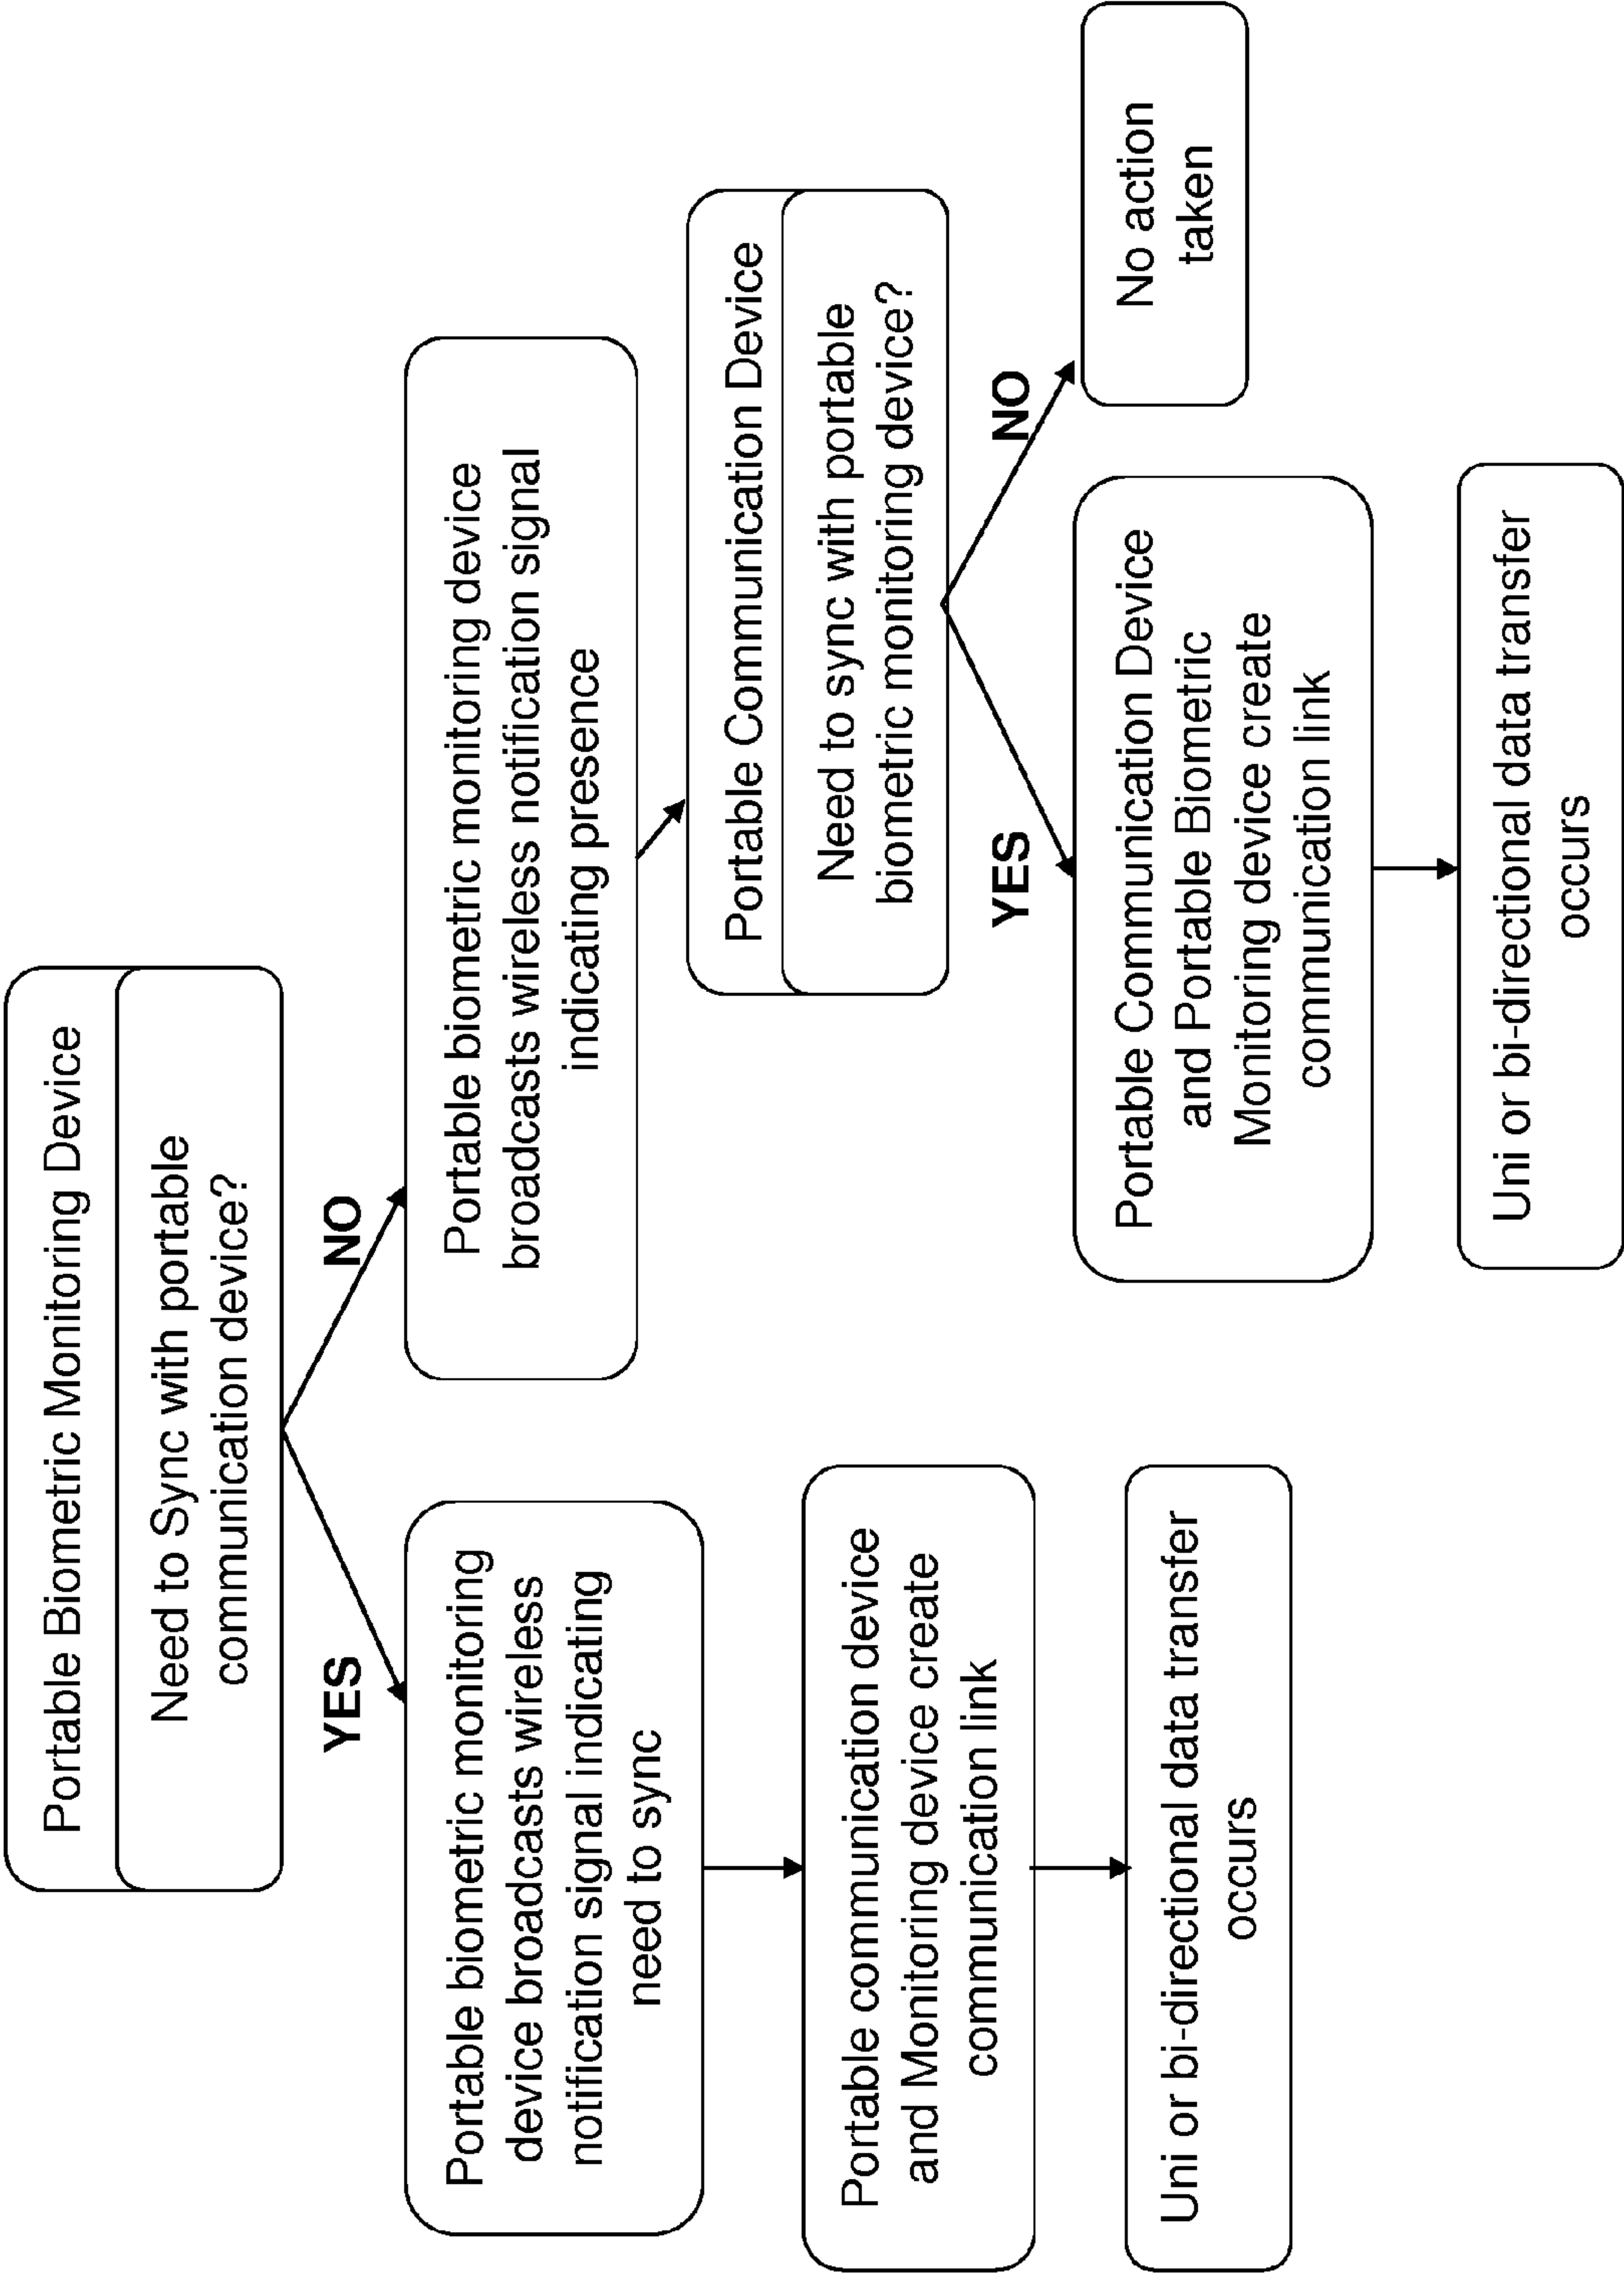 Portable Biometric Monitoring Device
Need to Sync with portable
communication device?
YES
NO
Portable biometric monitoring
device broadcasts wireless
notification signal indicating
need to sync
Portable communication device
and Monitoring device create
communication link
Uni or bi-directional data transfer
occurs
Portable biometric monitoring device
broadcasts wireless notification signal
indicating presence
Portable Communication Device
Need to sync with portable
biometric monitoring device?
YES
NO
Portable Communication Device
and Portable Biometric
Monitoring device create
communication link
Uni or bi-directional data transfer
occurs
No action
taken